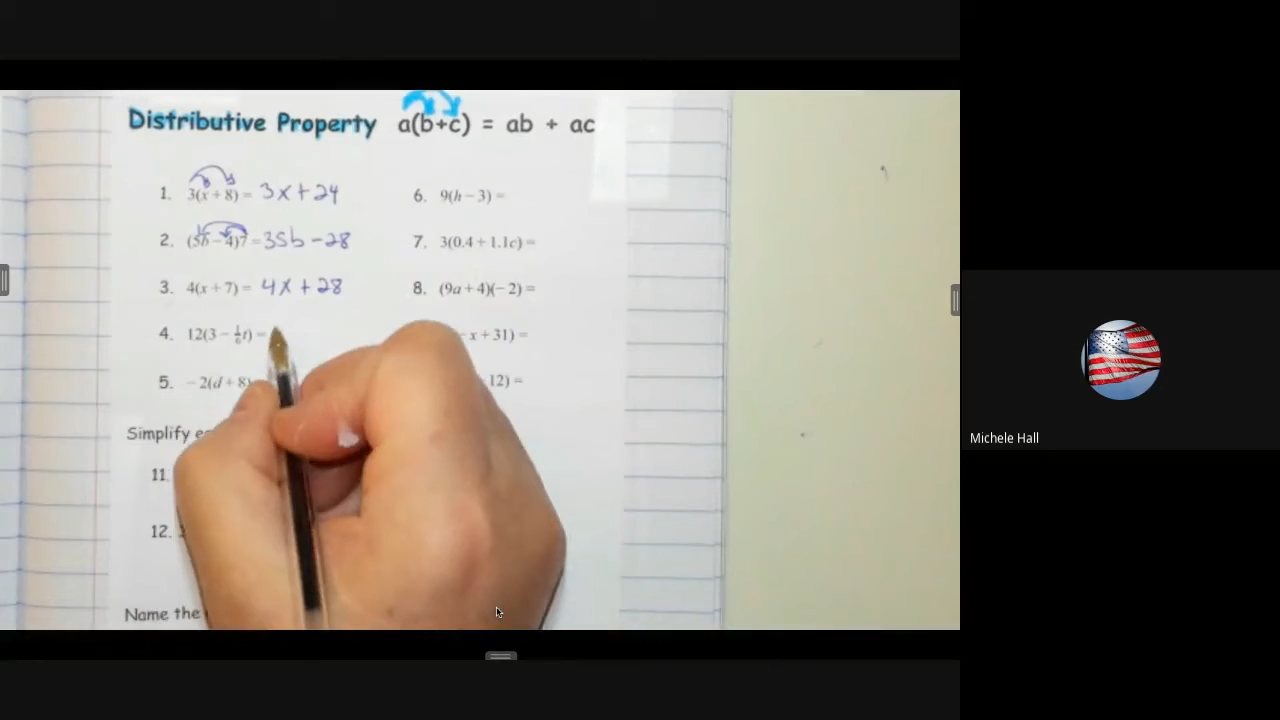 Distributive Property a(b+c) = ab + ac
1. 3(x + 8) = 3x + 24
2. (5b - 4)7 = 35b - 28
3. 4(x + 7) = 4x + 28
4. 12(3 - 1/6 t) =
5. - 2(d + 8)
6. 9(h - 3) =
7. 3(0.4 + 1.1c) =
8. (9a + 4)(- 2) =
x + 31) =
12) =
Simplify
11.
12.
Name the
Michele Hall